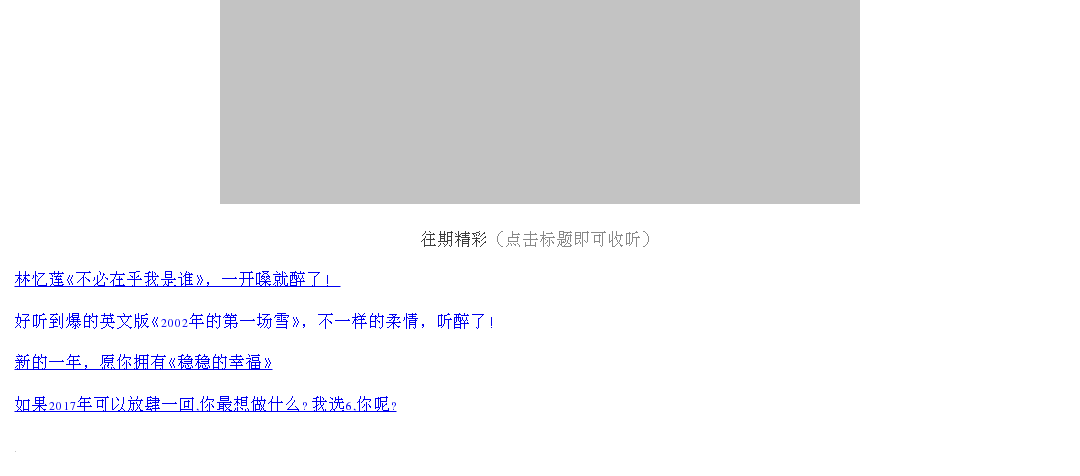 往期精彩（点击标题即可收听）
林忆莲《不必在乎我是谁》，一开嗓就醉了！
好听到爆的英文版《2002年的第一场雪》，不一样的柔情，听醉了！
新的一年，愿你拥有《稳稳的幸福》
如果2017年可以放肆一回,你最想做什么? 我选6,你呢?